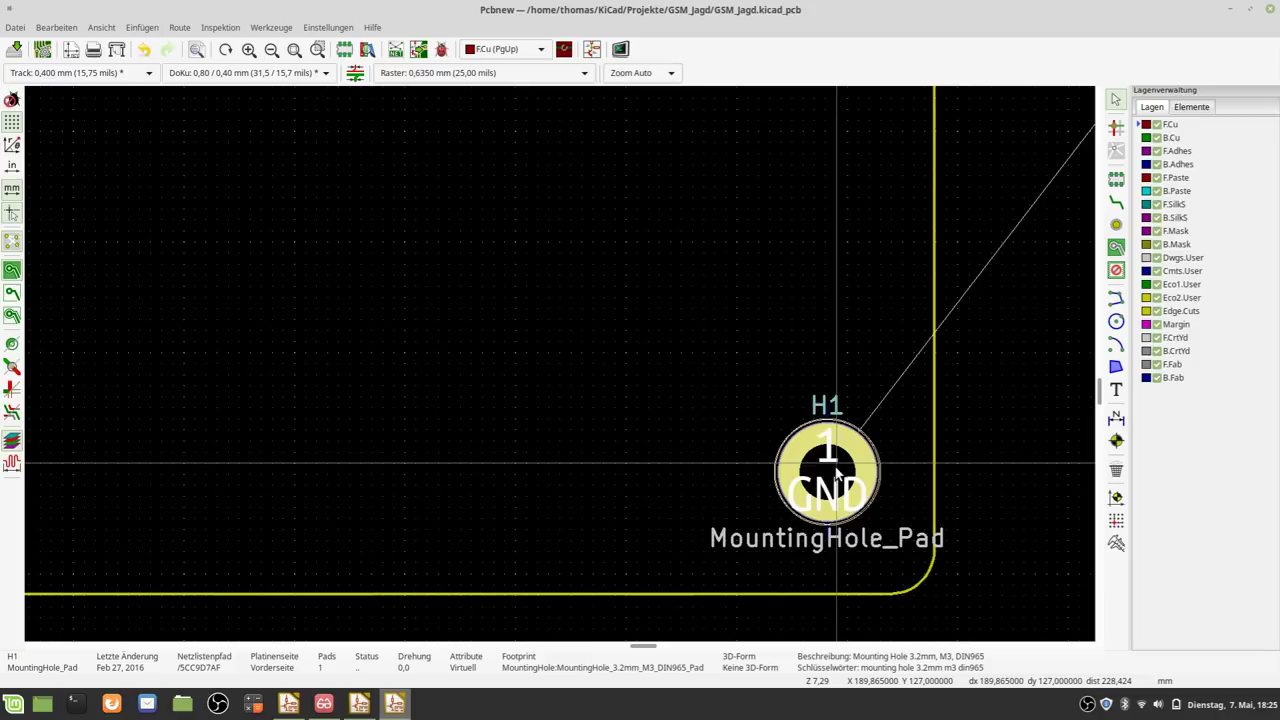 Pcbnew — /home/thomas/KiCad/Projekte/GSM_Jagd/GSM_Jagd.kicad_pcb
Datei Bearbeiten Ansicht Einfügen Route Inspektion Werkzeuge Einstellungen Hilfe
NET F.Cu (PgUp)
Track: 0,400 mm (15,75 mils) * DoKu: 0,80 / 0,40 mm (31,5 / 15,7 mils) * Raster: 0,6350 mm (25,00 mils) Zoom Auto
in
mm
Lagenverwaltung
Lagen Elemente
F.Cu
B.Cu
F.Adhes
B.Adhes
F.Paste
B.Paste
F.SilkS
B.SilkS
F.Mask
B.Mask
Dwgs.User
Cmts.User
Eco1.User
Eco2.User
Edge.Cuts
Margin
F.CrtYd
B.CrtYd
F.Fab
B.Fab
T
N
H1
1
GND
MountingHole_Pad
H1 Letzte Änderung Netzlistenpfad Platinenseite Pads Status Drehung Attribute Footprint 3D-Form Beschreibung: Mounting Hole 3.2mm, M3, DIN965
MountingHole_Pad Feb 27, 2016 /5CC9D7AF Vorderseite 1 .. 0,0 Virtuell MountingHole:MountingHole_3.2mm_M3_DIN965_Pad Keine 3D-Form Schlüsselwörter: mounting hole 3.2mm m3 din965
Z 7,29 X 189,865000 Y 127,000000 dx 189,865000 dy 127,000000 dist 228,424 mm
Dienstag, 7. Mai, 18:25